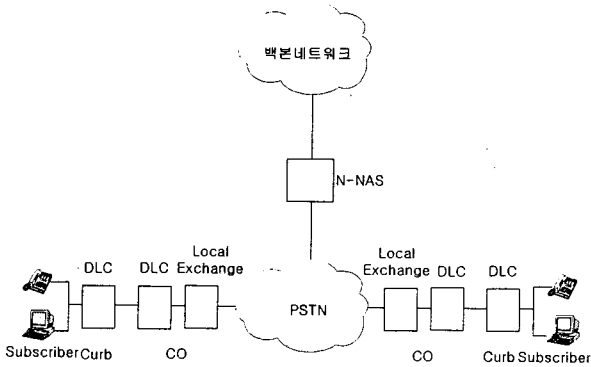 백본네트워크
N-NAS
DLC DLC Local Exchange
PSTN
Local Exchange DLC DLC
Subscriber Curb CO
CO Curb Subscriber